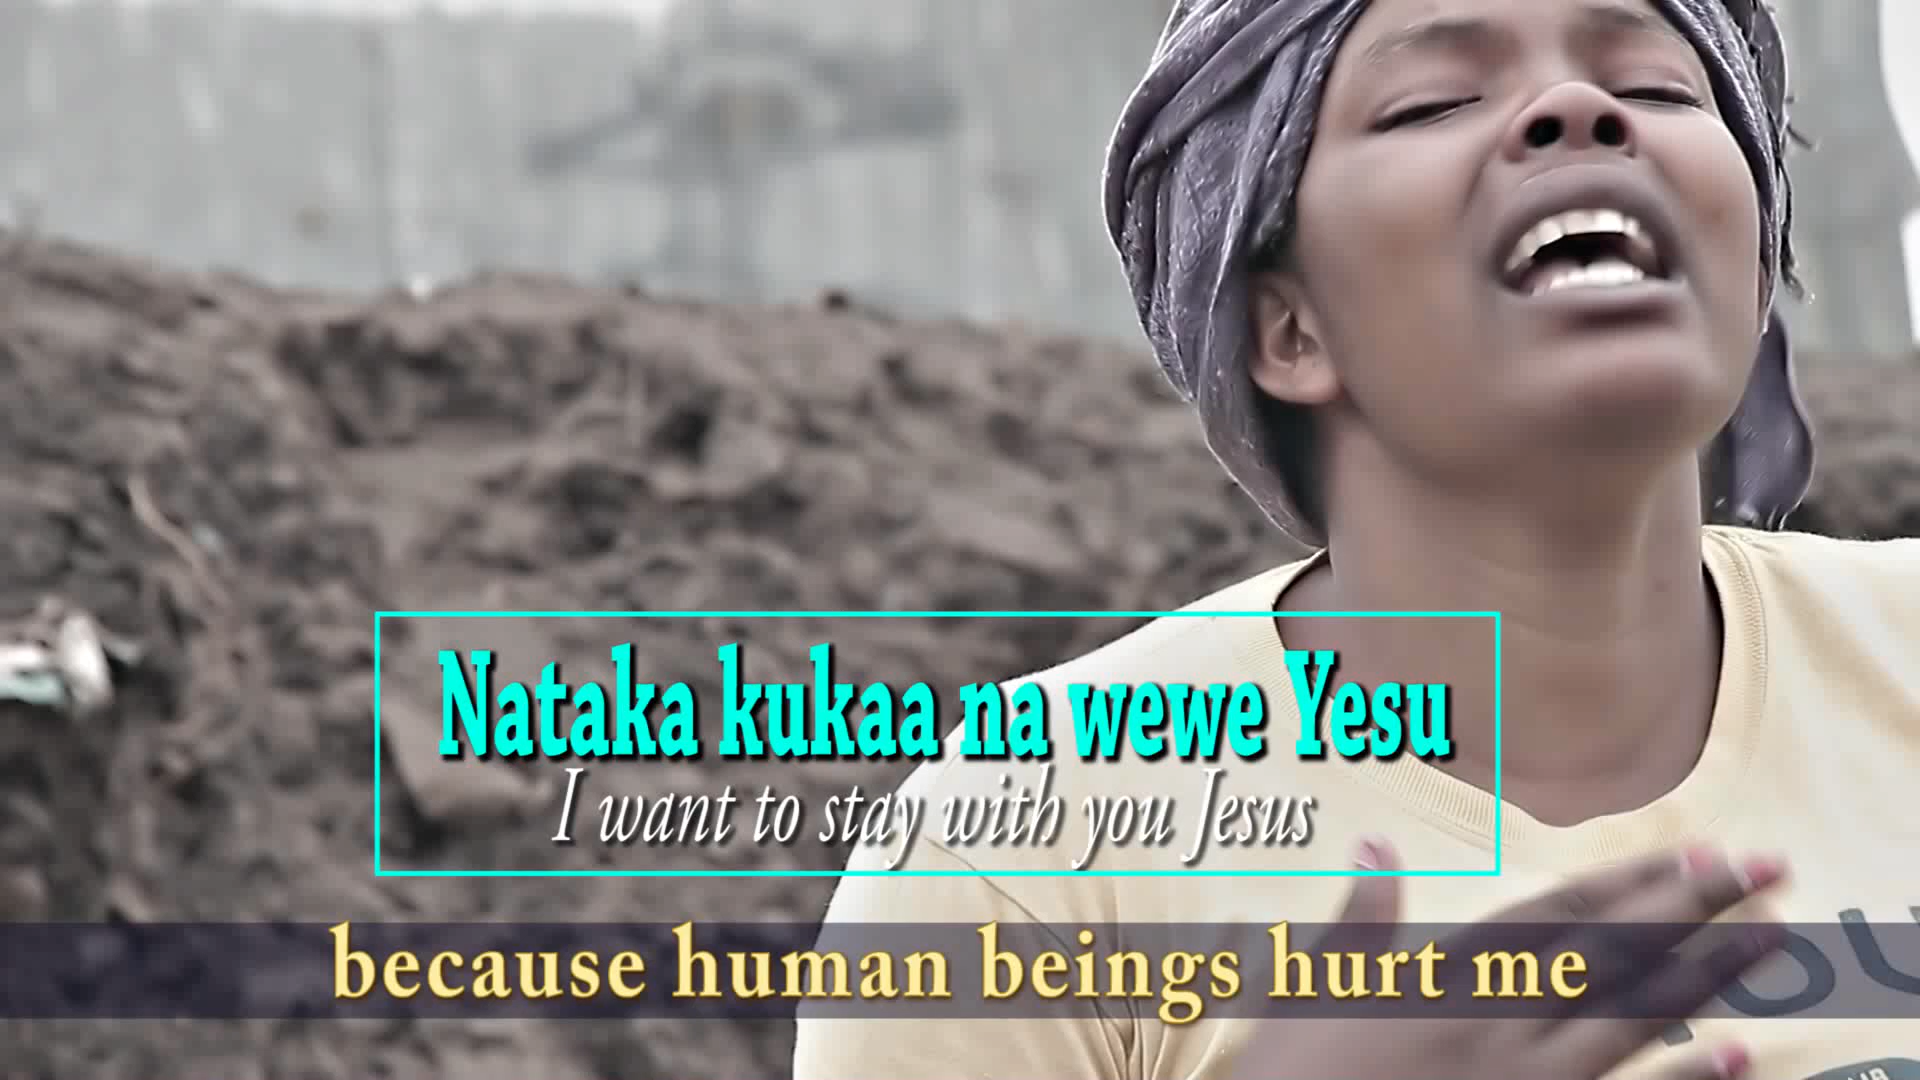 Nataka kukaa na wewe Yesu
I want to stay with you Jesus
because human beings hurt me